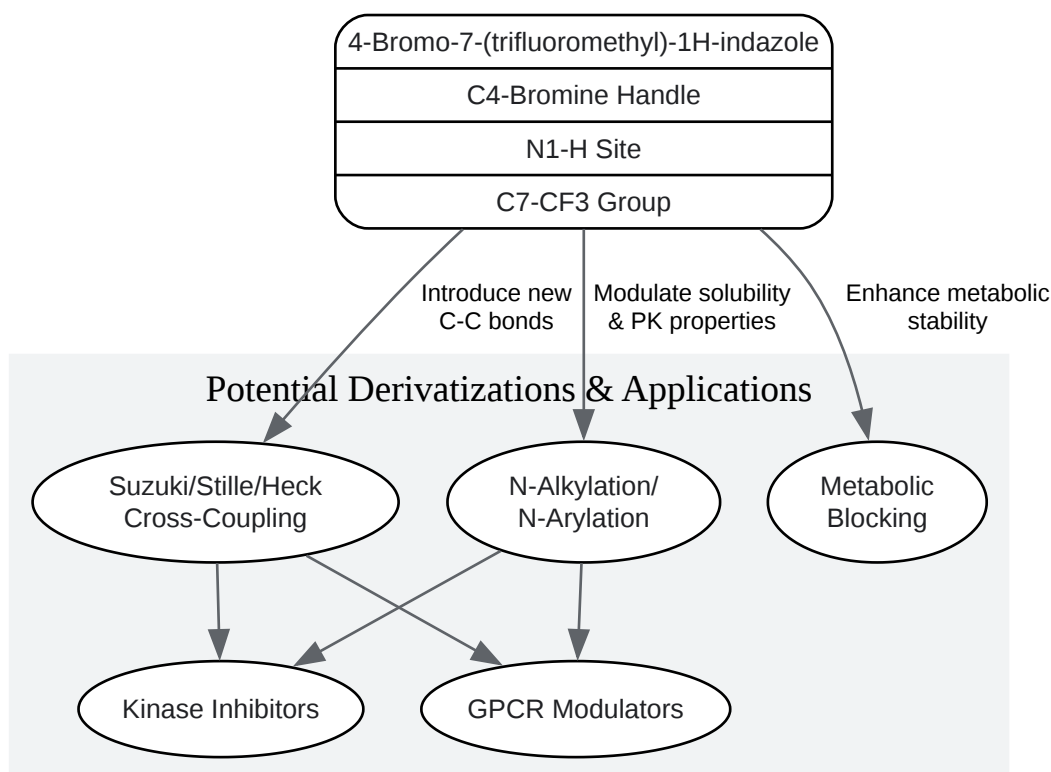 4-Bromo-7-(trifluoromethyl)-1H-indazole
C4-Bromine Handle
N1-H Site
C7-CF3 Group
Introduce new
C-C bonds
Modulate solubility
& PK properties
Enhance metabolic
stability
Potential Derivatizations & Applications
Suzuki/Stille/Heck
Cross-Coupling
N-Alkylation/
N-Arylation
Metabolic
Blocking
Kinase Inhibitors
GPCR Modulators